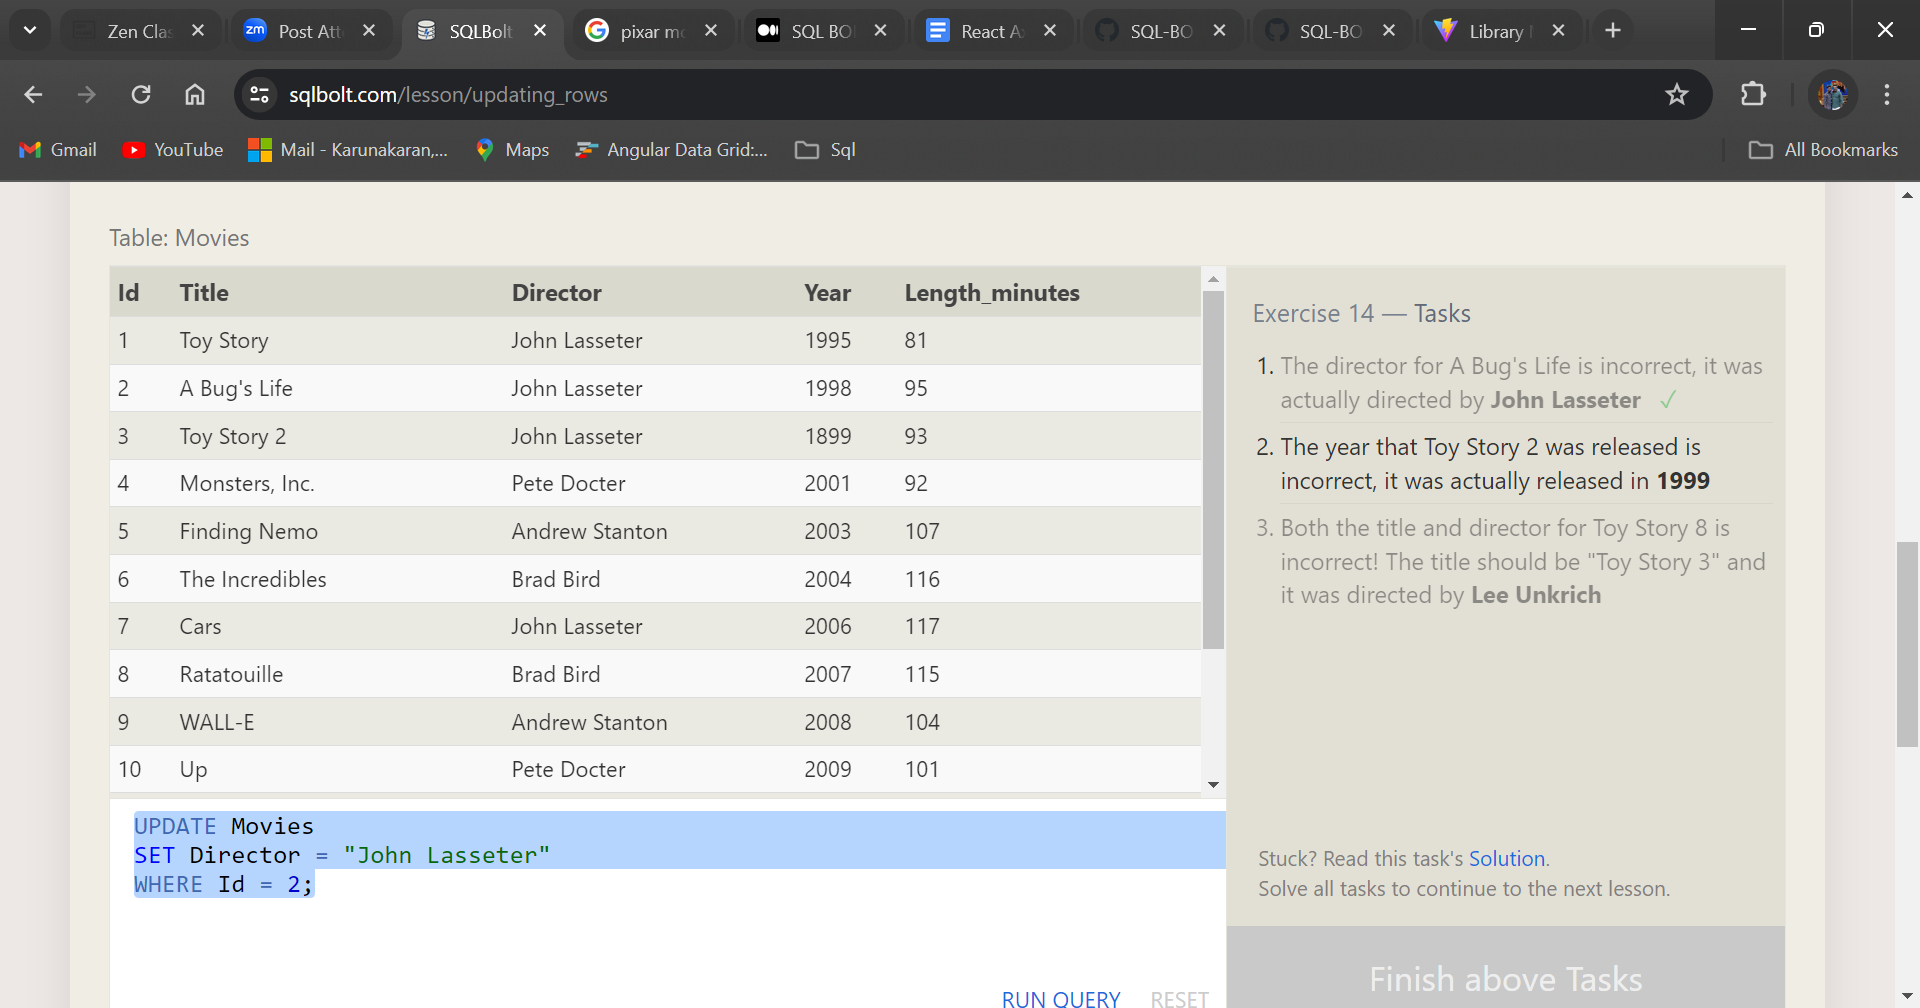 Zen Cla
Post Att
SQLBolt
pixar m
SQL BO
React A
SQL-BO
SQL-BO
Library
sqlbolt.com/lesson/updating_rows
Gmail
YouTube
Mail - Karunakaran,...
Maps
Angular Data Grid:...
Sql
All Bookmarks
Table: Movies
Id Title Director Year Length_minutes
1 Toy Story John Lasseter 1995 81
2 A Bug's Life John Lasseter 1998 95
3 Toy Story 2 John Lasseter 1899 93
4 Monsters, Inc. Pete Docter 2001 92
5 Finding Nemo Andrew Stanton 2003 107
6 The Incredibles Brad Bird 2004 116
7 Cars John Lasseter 2006 117
8 Ratatouille Brad Bird 2007 115
9 WALL-E Andrew Stanton 2008 104
10 Up Pete Docter 2009 101
UPDATE Movies
SET Director = "John Lasseter"
WHERE Id = 2;
RUN QUERY RESET
Exercise 14 — Tasks
1. The director for A Bug's Life is incorrect, it was
actually directed by John Lasseter ✓
2. The year that Toy Story 2 was released is
incorrect, it was actually released in 1999
3. Both the title and director for Toy Story 8 is
incorrect! The title should be "Toy Story 3" and
it was directed by Lee Unkrich
Stuck? Read this task's Solution.
Solve all tasks to continue to the next lesson.
Finish above Tasks